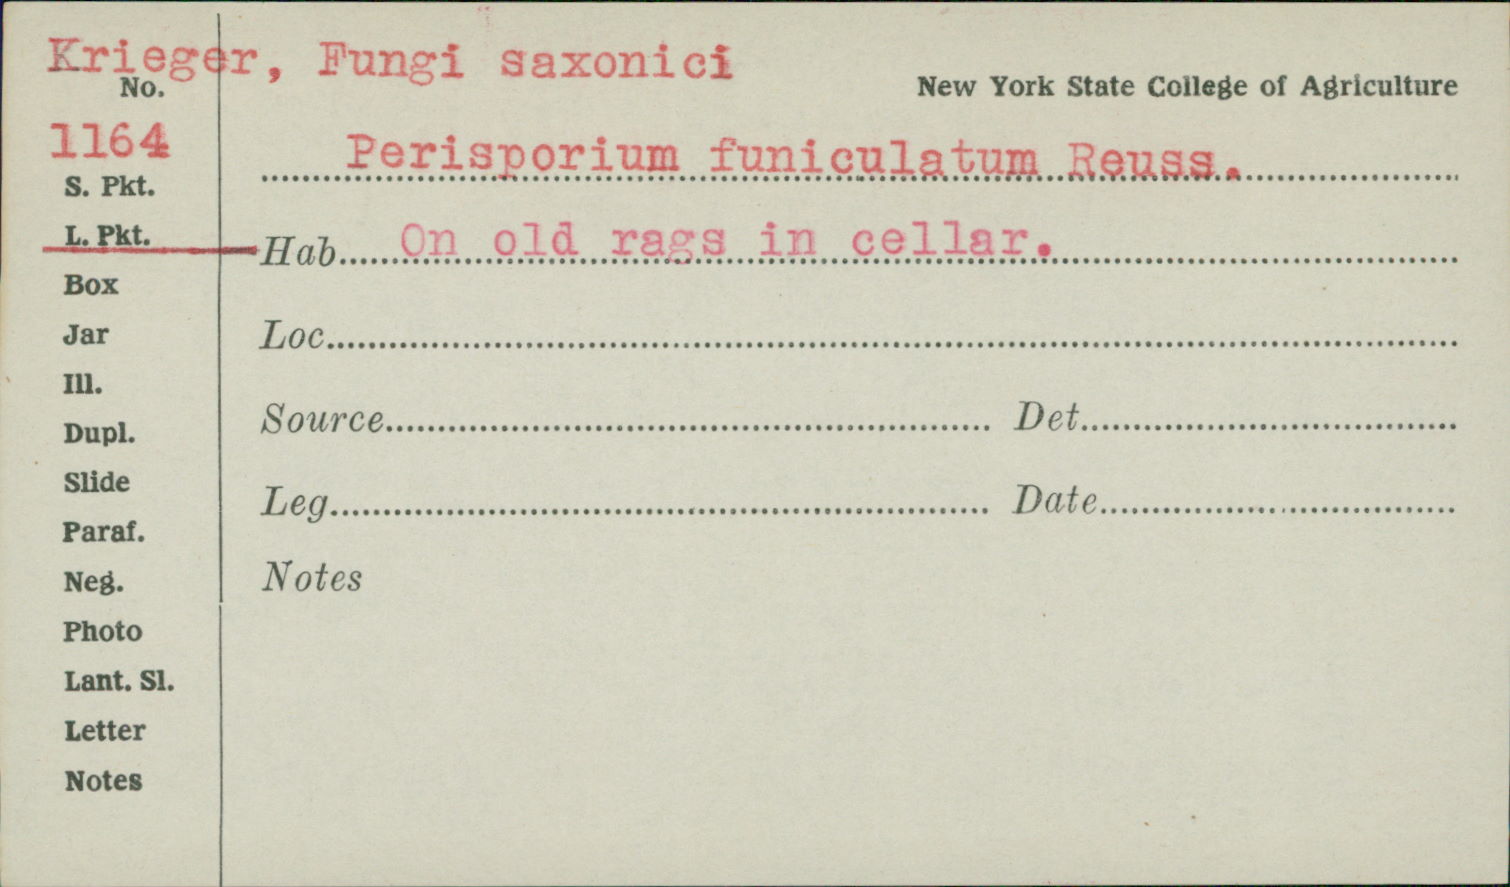 Krieger, Fungi saxonici
No.
New York State College of Agriculture
1164
Perisporium funiculatum Reuss.
S. Pkt.
L. Pkt.
Hab. On old rags in cellar.
Box
Jar
Loc.
Ill.
Dupl.
Source
Det.
Slide
Leg.
Date
Paraf.
Neg.
Notes
Photo
Lant. Sl.
Letter
Notes